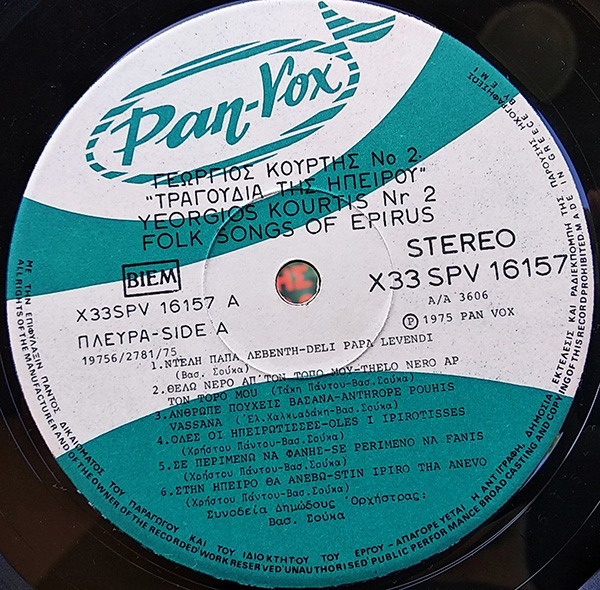 Pan-Vox
ΓΕΩΡΓΙΟΣ ΚΟΥΡΤΗΣ Νο 2
"ΤΡΑΓΟΥΔΙΑ ΤΗΣ ΗΠΕΙΡΟΥ"
YEORGIOS KOURTIS Nr 2
FOLK SONGS OF EPIRUS
BIEM
STEREO
X33SPV 16157 A
X33 SPV 16157
ΠΛΕΥΡΑ-SIDE A
A/A 3606
19756/2781/75
℗ 1975 PAN VOX
1.ΝΤΕΛΗ ΠΑΠΑ ΛΕΒΕΝΤΗ-DELI PAPA LEVENDI
(Βασ. Σούκα)
2.ΘΕΛΩ ΝΕΡΟ ΑΠ'ΤΟΝ ΤΟΠΟ ΜΟΥ-THELO NERO AP
TON TOPO MOU (Τάκη Πάντου-Βασ.Σούκα)
3.ΑΝΘΡΩΠΕ ΠΟΥΧΕΙΣ ΒΑΣΑΝΑ-ANTHROPE POUHIS
VASSANA (Ἑλ.Χαλκιαδάκη-Βασ.Σούκα)
4.ΟΛΕΣ ΟΙ ΗΠΕΙΡΩΤΙΣΣΕΣ-OLES I IPIROTISSES
(Χρήστου Πάντου-Βασ.Σούκα)
5.ΣΕ ΠΕΡΙΜΕΝΩ ΝΑ ΦΑΝΗΣ-SE PERIMENO NA FANIS
(Χρήστου Πάντου-Βασ.Σούκα)
6.ΣΤΗΝ ΗΠΕΙΡΟ ΘΑ ΑΝΕΒΩ-STIN IPIRO THA ANEVO
(Χρήστου Πάντου-Βασ.Σούκα)
Συνοδεία Δημώδους Ὀρχήστρας:
Βασ. Σούκα
ΜΕ ΤΗΝ ΕΠΙΦΥΛΑΞΙΝ ΠΑΝΤΟΣ ΔΙΚΑΙΩΜΑΤΟΣ ΤΟΥ ΠΑΡΑΓΩΓΟΥ ΚΑΙ ΤΟΥ ΙΔΙΟΚΤΗΤΟΥ ΤΟΥ ΕΡΓΟΥ - ΑΠΑΓΟΡΕΥΕΤΑΙ Η ΑΝΤΙΓΡΑΦΗ ΔΗΜΟΣΙΑ ΕΚΤΕΛΕΣΙΣ ΚΑΙ ΡΑΔΙΕΚΠΟΜΠΗ ΤΗΣ ΠΑΡΟΥΣΗΣ ΗΧΟΓΡΑΦΗΣΕΩΣ
ALL RIGHTS OF THE MANUFACTURER AND OF THE OWNER OF THE RECORDED WORK RESERVED UNAUTHORISED PUBLIC PERFORMANCE BROADCASTING AND COPYING OF THIS RECORD PROHIBITED. MADE IN GREECE BY EMI